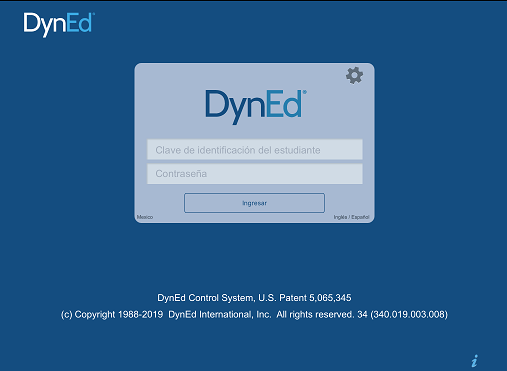 DynEd
DynEd
Clave de identificación del estudiante
Contraseña
Ingresar
Mexico
Inglés / Español
DynEd Control System, U.S. Patent 5,065,345
(c) Copyright 1988-2019 DynEd International, Inc. All rights reserved. 34 (340.019.003.008)
i